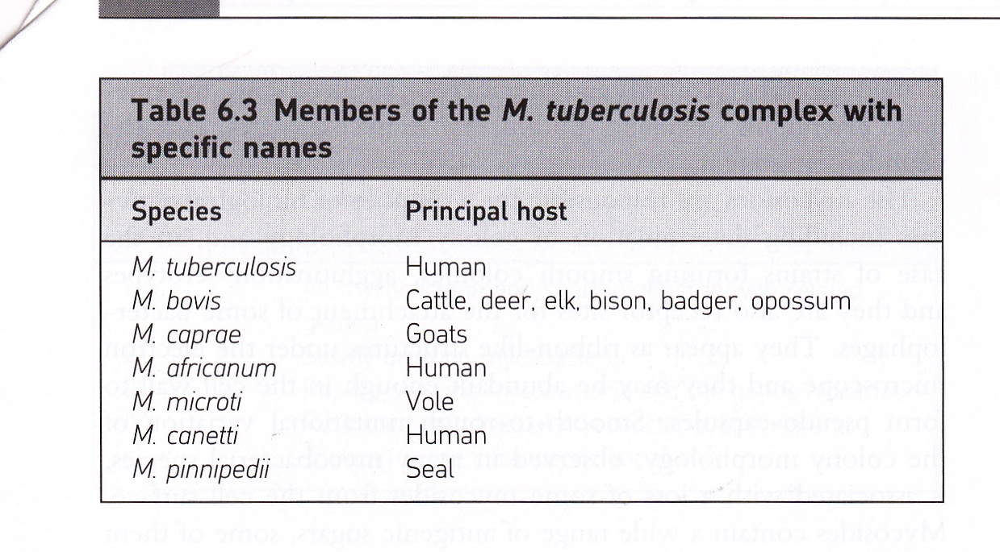 Table 6.3 Members of the M. tuberculosis complex with
specific names
Species Principal host
M. tuberculosis Human
M. bovis Cattle, deer, elk, bison, badger, opossum
M. caprae Goats
M. africanum Human
M. microti Vole
M. canetti Human
M. pinnipedii Seal